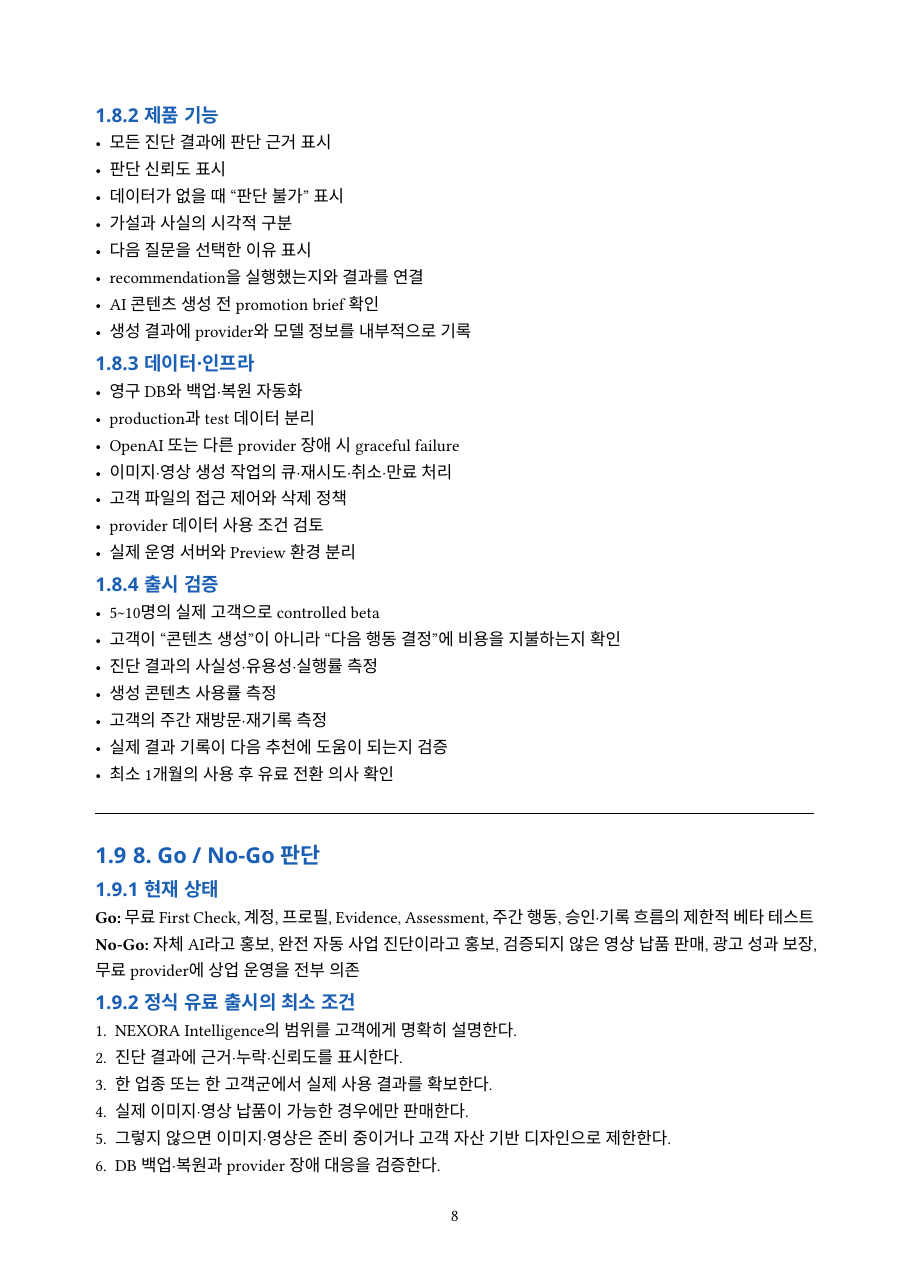 1.8.2 제품 기능
• 모든 진단 결과에 판단 근거 표시
• 판단 신뢰도 표시
• 데이터가 없을 때 “판단 불가” 표시
• 가설과 사실의 시각적 구분
• 다음 질문을 선택한 이유 표시
• recommendation을 실행했는지와 결과를 연결
• AI 콘텐츠 생성 전 promotion brief 확인
• 생성 결과에 provider와 모델 정보를 내부적으로 기록
1.8.3 데이터·인프라
• 영구 DB와 백업·복원 자동화
• production과 test 데이터 분리
• OpenAI 또는 다른 provider 장애 시 graceful failure
• 이미지·영상 생성 작업의 큐·재시도·취소·만료 처리
• 고객 파일의 접근 제어와 삭제 정책
• provider 데이터 사용 조건 검토
• 실제 운영 서버와 Preview 환경 분리
1.8.4 출시 검증
• 5~10명의 실제 고객으로 controlled beta
• 고객이 “콘텐츠 생성”이 아니라 “다음 행동 결정”에 비용을 지불하는지 확인
• 진단 결과의 사실성·유용성·실행률 측정
• 생성 콘텐츠 사용률 측정
• 고객의 주간 재방문·재기록 측정
• 실제 결과 기록이 다음 추천에 도움이 되는지 검증
• 최소 1개월의 사용 후 유료 전환 의사 확인
1.9 8. Go / No-Go 판단
1.9.1 현재 상태
Go: 무료 First Check, 계정, 프로필, Evidence, Assessment, 주간 행동, 승인·기록 흐름의 제한적 베타 테스트
No-Go: 자체 AI라고 홍보, 완전 자동 사업 진단이라고 홍보, 검증되지 않은 영상 납품 판매, 광고 성과 보장,
무료 provider에 상업 운영을 전부 의존
1.9.2 정식 유료 출시의 최소 조건
1. NEXORA Intelligence의 범위를 고객에게 명확히 설명한다.
2. 진단 결과에 근거·누락·신뢰도를 표시한다.
3. 한 업종 또는 한 고객군에서 실제 사용 결과를 확보한다.
4. 실제 이미지·영상 납품이 가능한 경우에만 판매한다.
5. 그렇지 않으면 이미지·영상은 준비 중이거나 고객 자산 기반 디자인으로 제한한다.
6. DB 백업·복원과 provider 장애 대응을 검증한다.
8